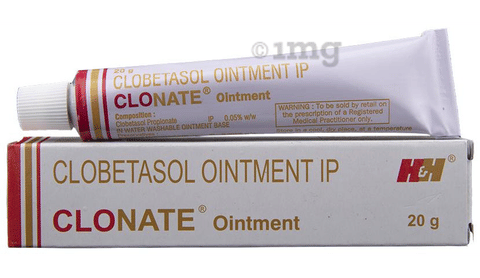 ©1mg
20 g
CLOBETASOL OINTMENT IP
CLONATE® Ointment
Composition :
Clobetasol Propionate IP 0.05% w/w
IN WATER WASHABLE OINTMENT BASE
WARNING : To be sold by retail on
the prescription of a Registered
Medical Practitioner only.
CLOBETASOL OINTMENT IP
H&H®
CLONATE® Ointment
20 g